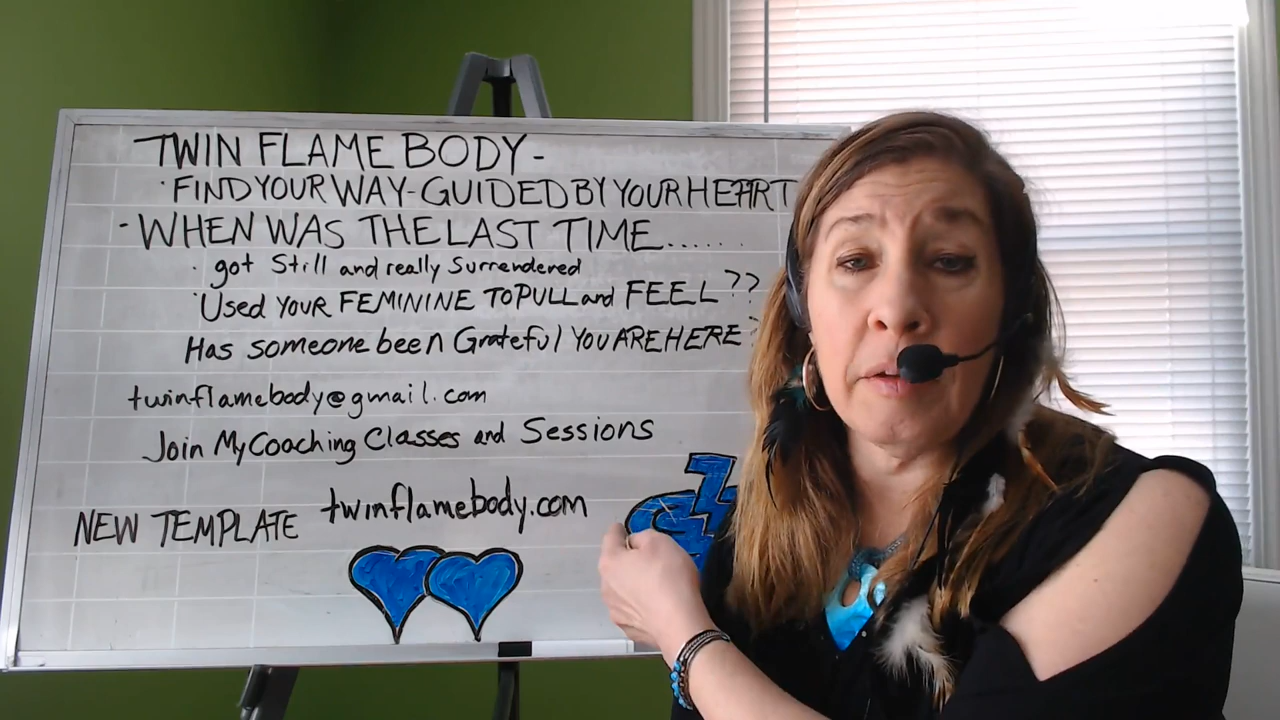 TWIN FLAME BODY-
· FIND YOUR WAY-GUIDED BY YOUR HEART
- WHEN WAS THE LAST TIME......
· got Still and really Surrendered
· Used YOUR FEMININE TO PULL and FEEL??
Has someone been Grateful YOU ARE HERE ?
twinflamebody@gmail.com
Join My Coaching Classes and Sessions
NEW TEMPLATE twinflamebody.com